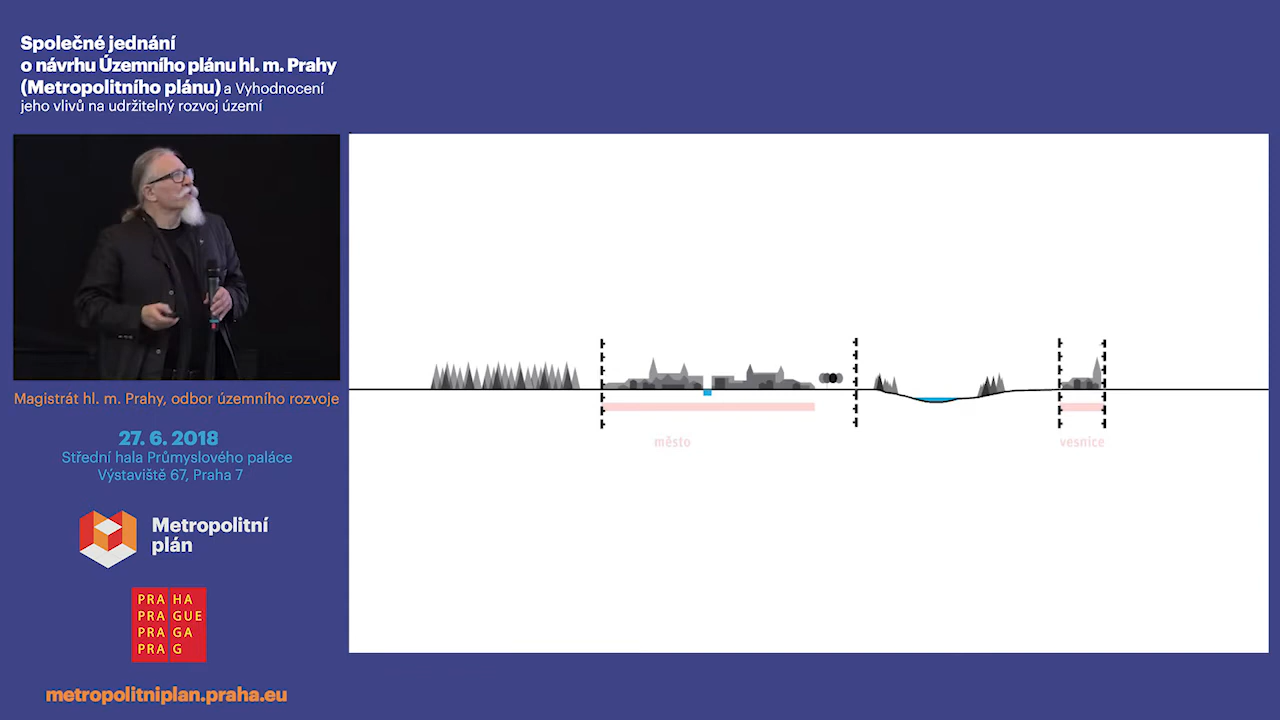 Společné jednání
o návrhu Územního plánu hl. m. Prahy
(Metropolitního plánu) a Vyhodnocení
jeho vlivů na udržitelný rozvoj území
Magistrát hl. m. Prahy, odbor územního rozvoje
27. 6. 2018
Střední hala Průmyslového paláce
Výstaviště 67, Praha 7
Metropolitní
plán
PRA HA
PRA GUE
PRA GA
PRA G
metropolitniplan.praha.eu
město
vesnice